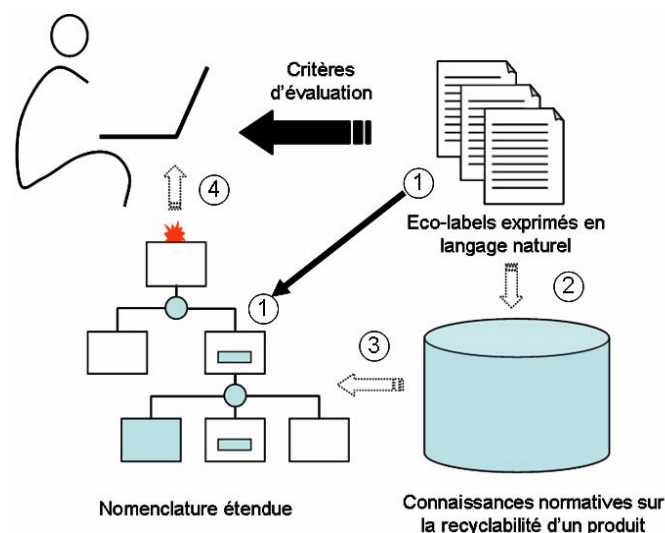 Critères
d'évaluation
1
Eco-labels exprimés en
langage naturel
4
1
2
3
Nomenclature étendue
Connaissances normatives sur
la recyclabilité d'un produit